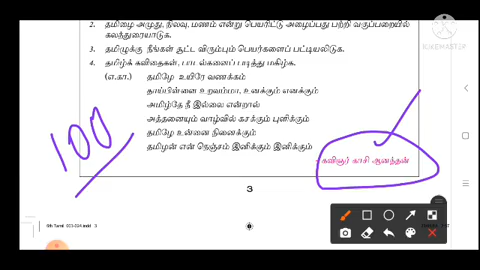 2. தமிழை அமுது, நிலவு, மணம் என்று பெயரிட்டு அழைப்பது பற்றி வகுப்பறையில்
கலந்துரையாடுக.
3. தமிழுக்கு நீங்கள் சூட்ட விரும்பும் பெயர்களைப் பட்டியலிடுக.
4. தமிழ்க் கவிதைகள், பாடல்களைப் படித்து மகிழ்க.
(எ.கா.) தமிழே உயிரே வணக்கம்
தாய்பிள்ளை உறவம்மா, உனக்கும் எனக்கும்
அமிழ்தே நீ இல்லை என்றால்
அத்தனையும் வாழ்வில் கசக்கும் புளிக்கும்
தமிழே உன்னை நினைக்கும்
தமிழன் என் நெஞ்சம் இனிக்கும் இனிக்கும்
- கவிஞர் காசி ஆனந்தன்
100
3
KINEMASTER